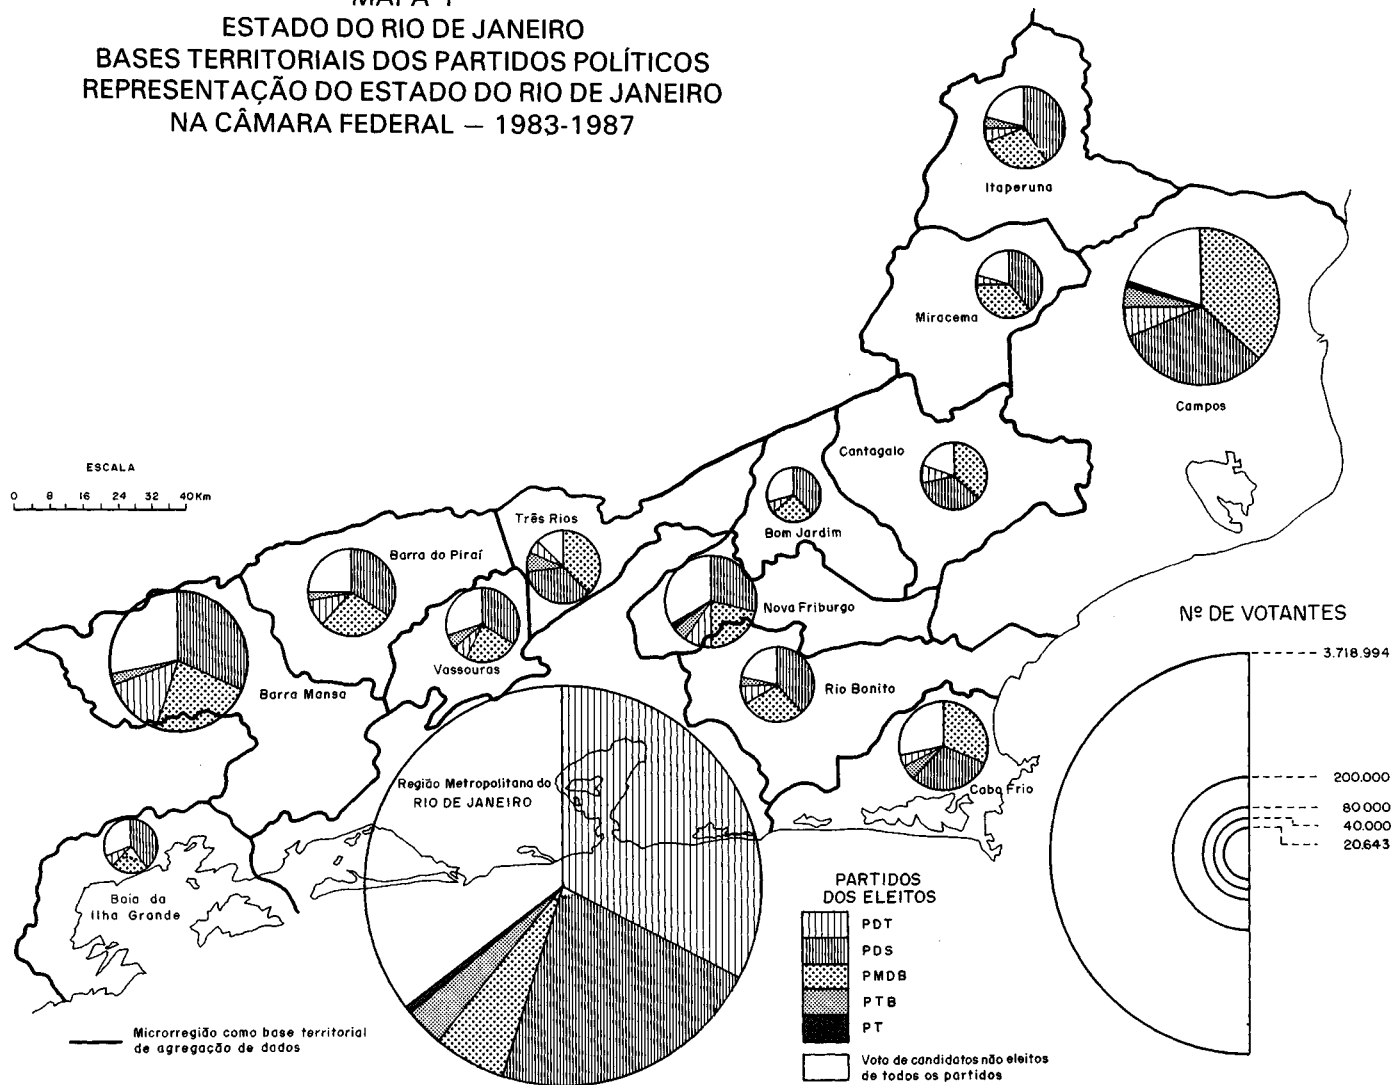 MAPA 1
ESTADO DO RIO DE JANEIRO
BASES TERRITORIAIS DOS PARTIDOS POLÍTICOS
REPRESENTAÇÃO DO ESTADO DO RIO DE JANEIRO
NA CÂMARA FEDERAL — 1983-1987
Itaperuna
Miracema
Campos
Cantagalo
ESCALA
0 8 16 24 32 40 Km
Três Rios
Bom Jardim
Barra do Piraí
Nova Friburgo
Nº DE VOTANTES
3.718.994
Vassouras
Barra Mansa
Rio Bonito
200.000
80 000
40.000
20.643
Região Metropolitana do
RIO DE JANEIRO
Cabo Frio
Baia da
Ilha Grande
PARTIDOS
DOS ELEITOS
PDT
PDS
PMDB
PTB
PT
Voto de candidatos não eleitos
de todos os partidos
Microrregião como base territorial
de agregação de dados